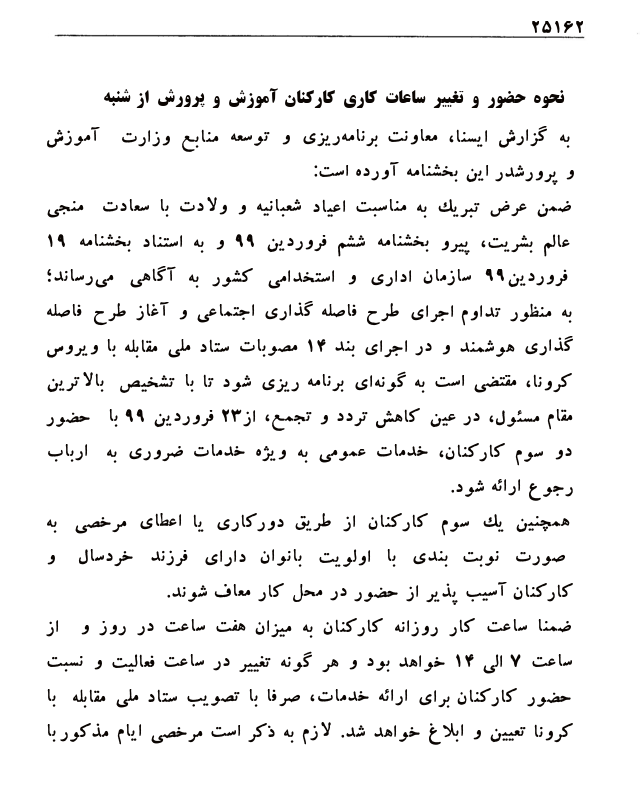 ۲۵۱۶۲
نحوه حضور و تغییر ساعات کاری کارکنان آموزش و پرورش از شنبه
به گزارش ایسنا، معاونت برنامه‌ریزی و توسعه منابع وزارت آموزش
و پرورشدر این بخشنامه آورده است:
ضمن عرض تبریك به مناسبت اعیاد شعبانیه و ولادت با سعادت منجی
عالم بشریت، پیرو بخشنامه ششم فروردین ۹۹ و به استناد بخشنامه ۱۹
فروردین۹۹ سازمان اداری و استخدامی کشور به آگاهی می‌رساند؛
به منظور تداوم اجرای طرح فاصله گذاری اجتماعی و آغاز طرح فاصله
گذاری هوشمند و در اجرای بند ۱۴ مصوبات ستاد ملی مقابله با ویروس
کرونا، مقتضی است به گونه‌ای برنامه ریزی شود تا با تشخیص بالاترین
مقام مسئول، در عین کاهش تردد و تجمع، از۲۳ فروردین ۹۹ با حضور
دو سوم کارکنان، خدمات عمومی به ویژه خدمات ضروری به ارباب
رجوع ارائه شود.
همچنین یك سوم کارکنان از طریق دورکاری یا اعطای مرخصی به
صورت نوبت بندی با اولویت بانوان دارای فرزند خردسال و
کارکنان آسیب پذیر از حضور در محل کار معاف شوند.
ضمنا ساعت کار روزانه کارکنان به میزان هفت ساعت در روز و از
ساعت ۷ الی ۱۴ خواهد بود و هر گونه تغییر در ساعت فعالیت و نسبت
حضور کارکنان برای ارائه خدمات، صرفا با تصویب ستاد ملی مقابله با
کرونا تعیین و ابلاغ خواهد شد. لازم به ذکر است مرخصی ایام مذکور با